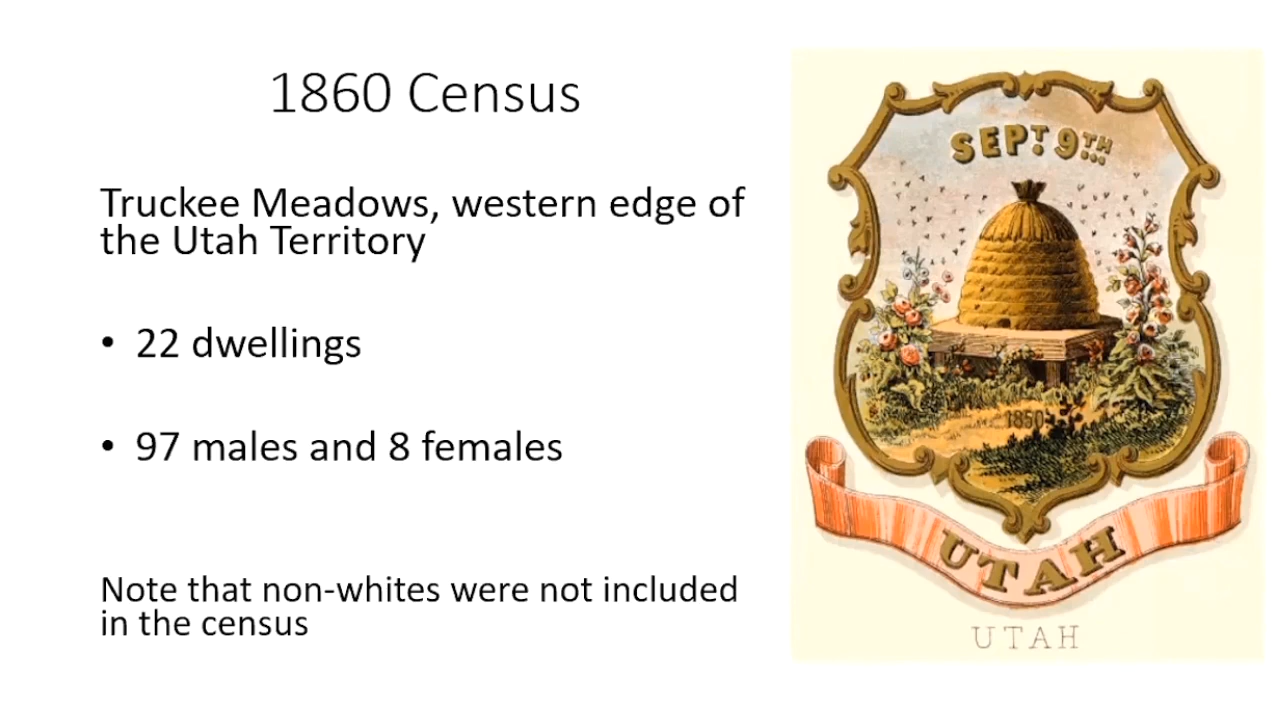 1860 Census
Truckee Meadows, western edge of
the Utah Territory
• 22 dwellings
• 97 males and 8 females
Note that non-whites were not included
in the census
SEPT. 9TH
1850
UTAH
UTAH